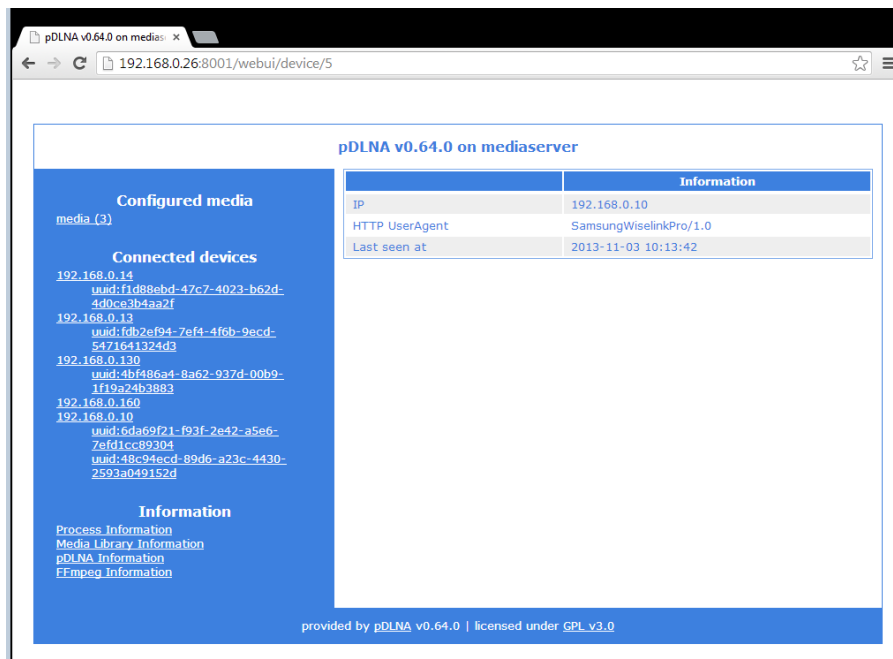 pDLNA v0.64.0 on medias
192.168.0.26:8001/webui/device/5
pDLNA v0.64.0 on mediaserver
Configured media
media (3)
Connected devices
192.168.0.14
uuid:f1d88ebd-47c7-4023-b62d-
4d0ce3b4aa2f
192.168.0.13
uuid:fdb2ef94-7ef4-4f6b-9ecd-
5471641324d3
192.168.0.130
uuid:4bf486a4-8a62-937d-00b9-
1f19a24b3883
192.168.0.160
192.168.0.10
uuid:6da69f21-f93f-2e42-a5e6-
7efd1cc89304
uuid:48c94ecd-89d6-a23c-4430-
2593a049152d
Information
Process Information
Media Library Information
pDLNA Information
FFmpeg Information
Information
IP 192.168.0.10
HTTP UserAgent SamsungWiselinkPro/1.0
Last seen at 2013-11-03 10:13:42
provided by pDLNA v0.64.0 | licensed under GPL v3.0